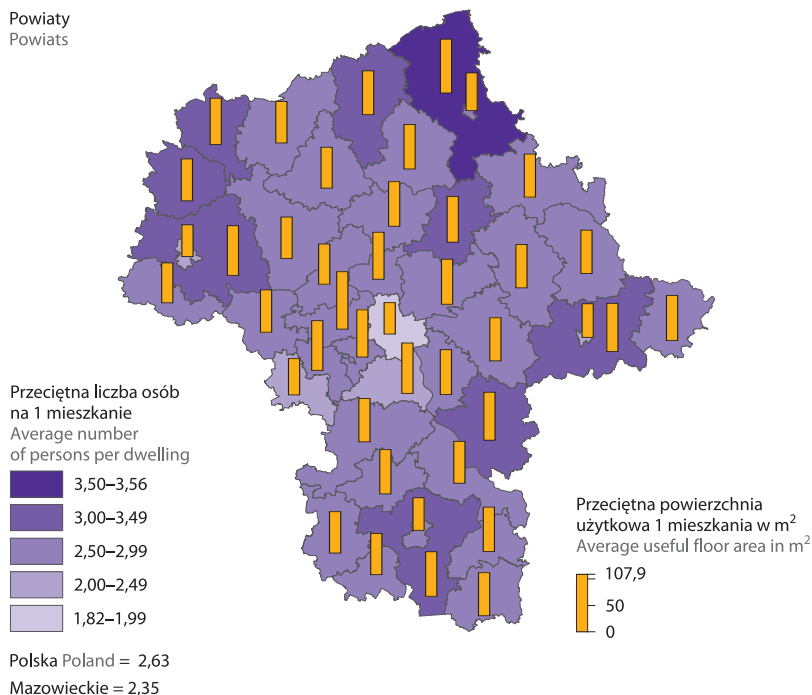 Powiaty
Powiats
Przeciętna liczba osób
na 1 mieszkanie
Average number
of persons per dwelling
3,50–3,56
3,00–3,49
2,50–2,99
2,00–2,49
1,82–1,99
Polska Poland = 2,63
Mazowieckie = 2,35
Przeciętna powierzchnia
użytkowa 1 mieszkania w m²
Average useful floor area in m²
107,9
50
0